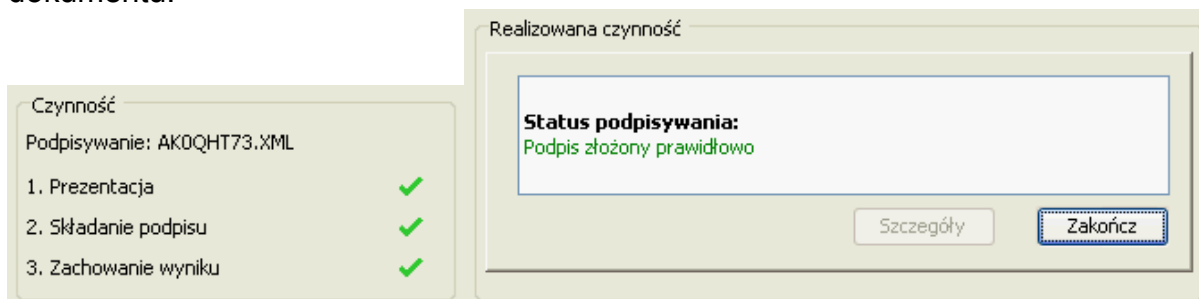 dokumentu.
Realizowana czynność
Status podpisywania:
Podpis złożony prawidłowo
Szczegóły
Zakończ
Czynność
Podpisywanie: AK0QHT73.XML
1. Prezentacja
2. Składanie podpisu
3. Zachowanie wyniku